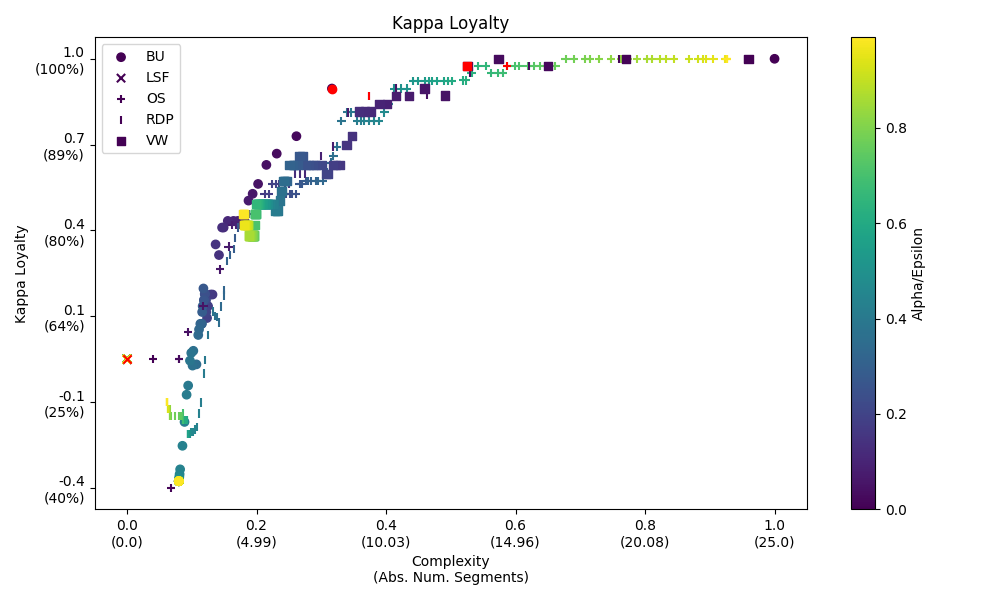 Kappa Loyalty
1.0
(100%)
0.7
(89%)
0.4
(80%)
0.1
(64%)
-0.1
(25%)
-0.4
(40%)
Kappa Loyalty
BU
LSF
OS
RDP
VW
0.0
(0.0)
0.2
(4.99)
0.4
(10.03)
0.6
(14.96)
0.8
(20.08)
1.0
(25.0)
Complexity
(Abs. Num. Segments)
0.8
0.6
0.4
0.2
0.0
Alpha/Epsilon